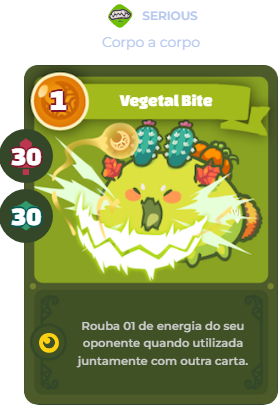 SERIOUS
Corpo a corpo
1
Vegetal Bite
30
30
Rouba 01 de energia do seu
oponente quando utilizada
juntamente com outra carta.